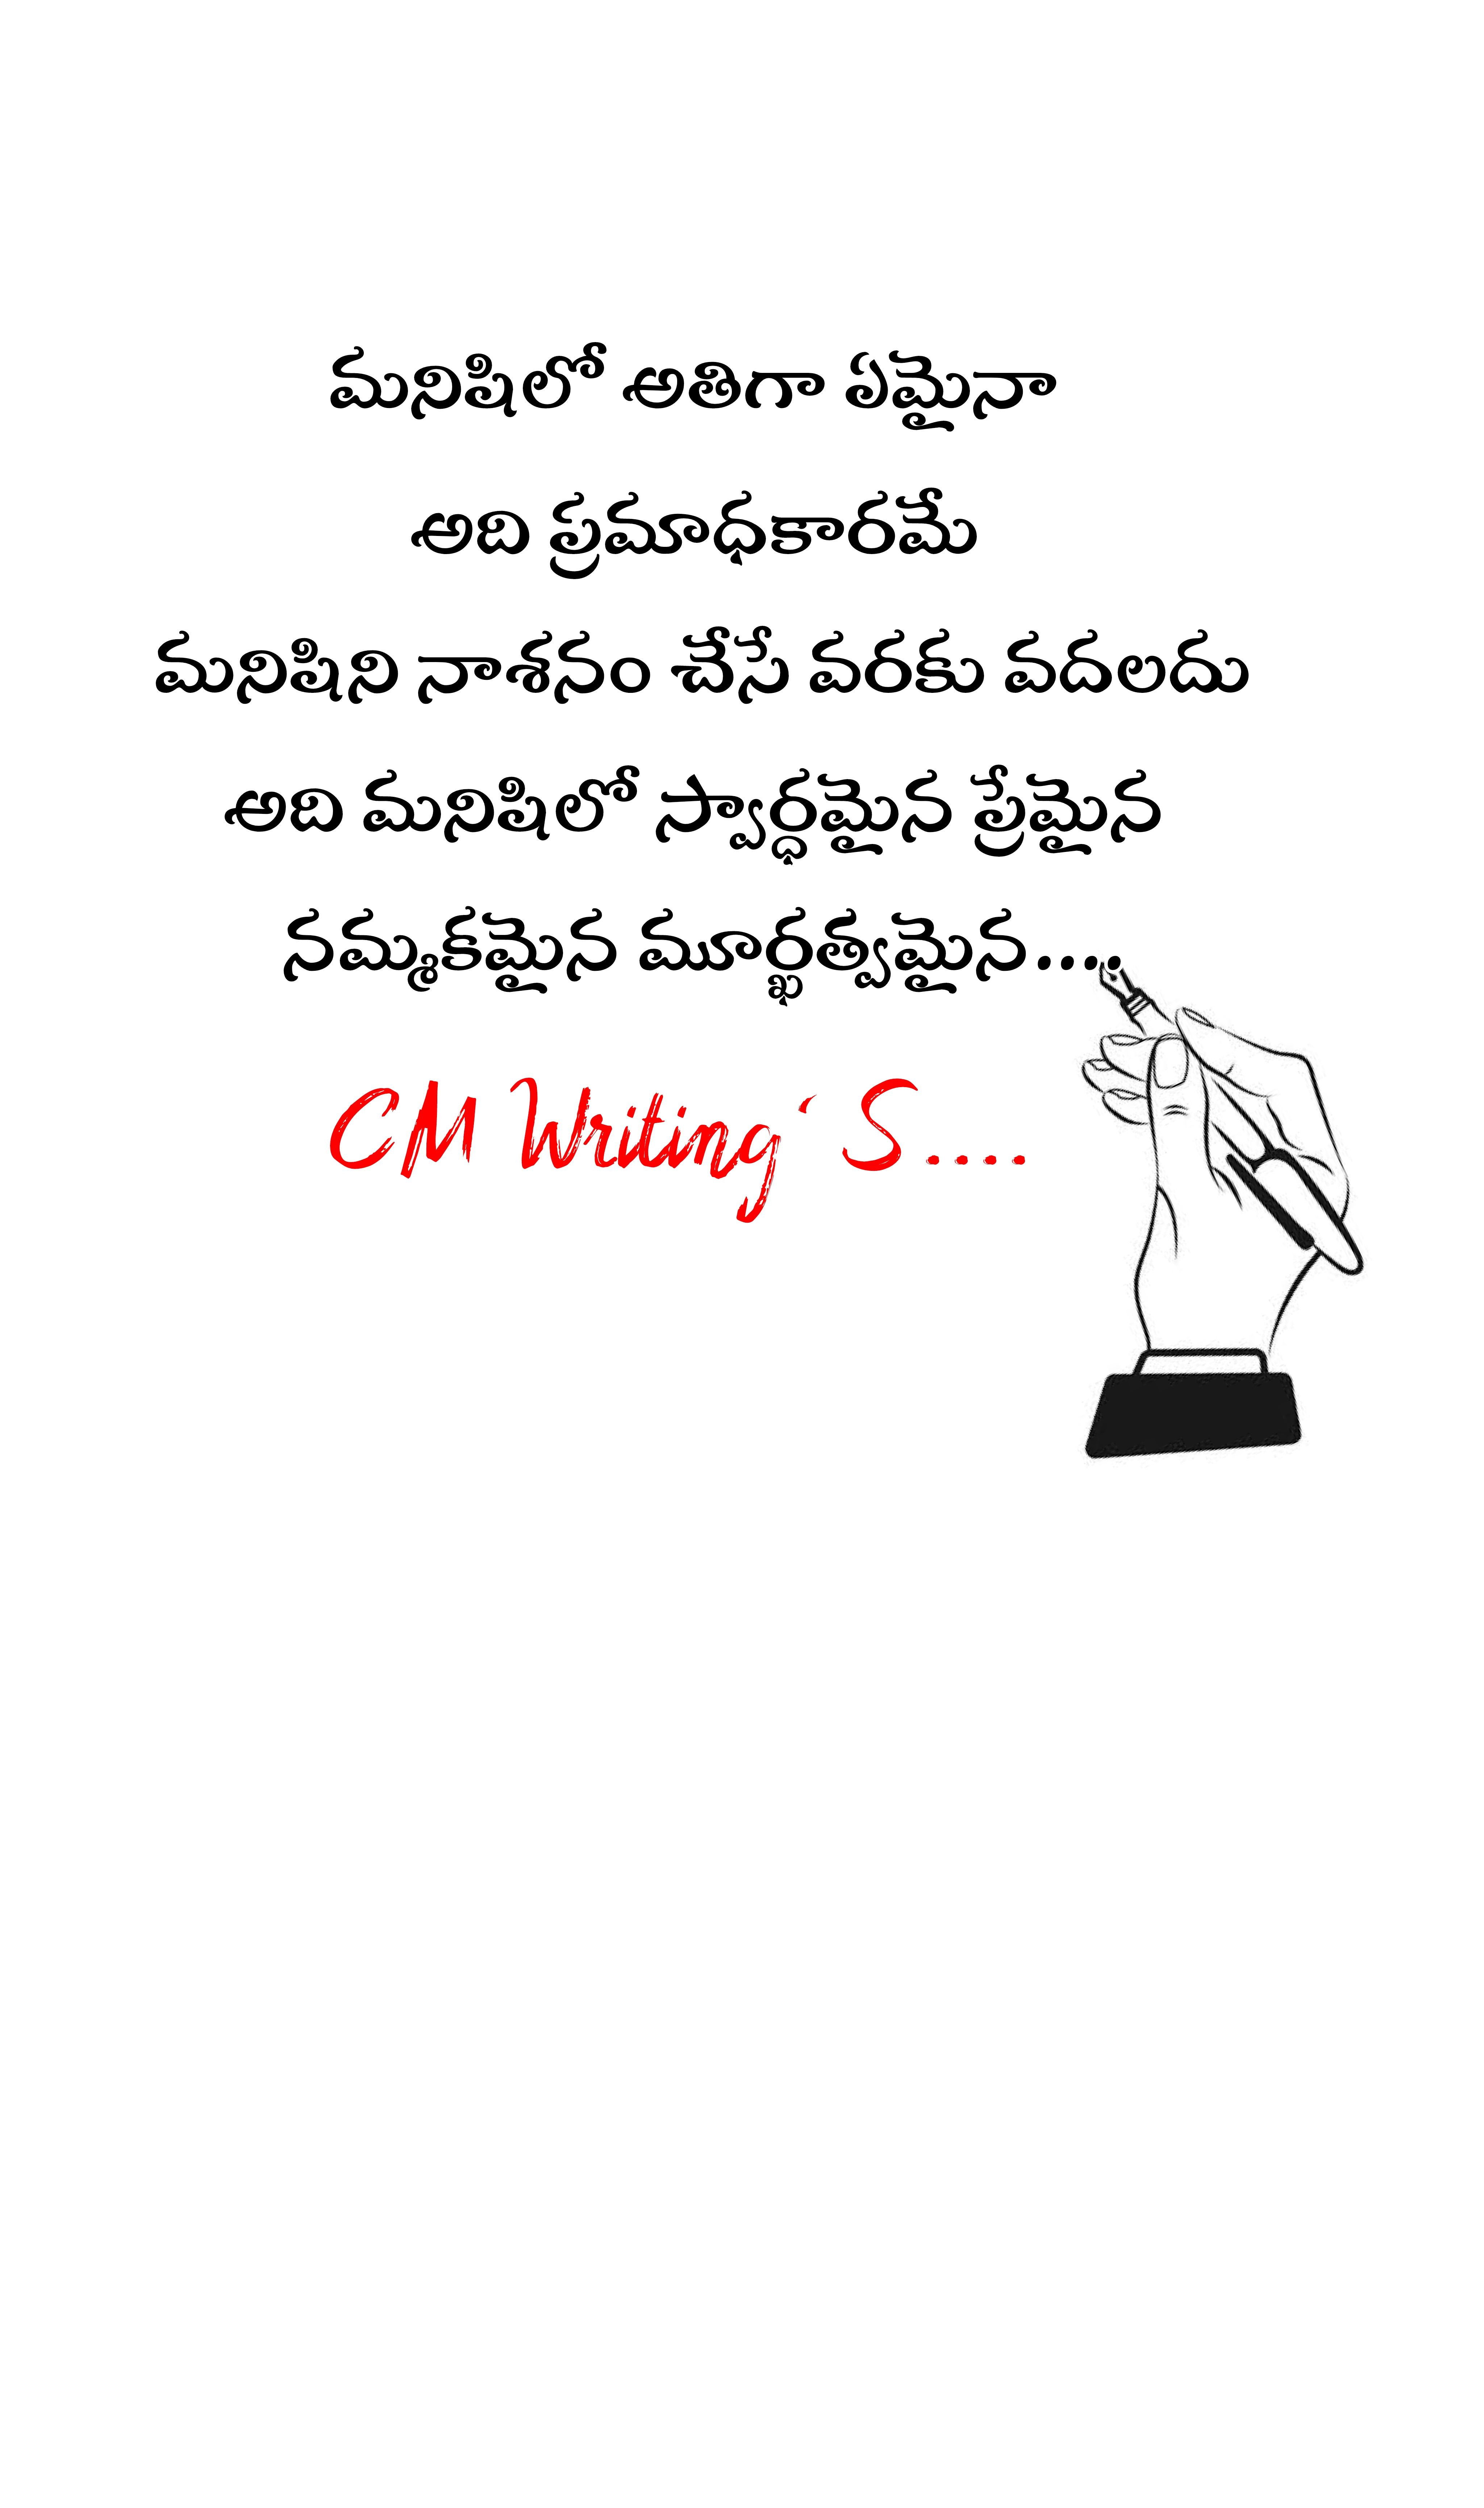 మనిషిలో అతిగా ఏమైనా
అది ప్రమాధకారమే
మనిషిని నాశనం చేసే వరకు వదలదు
అది మనిషిలో స్వార్ధమైన ప్రేమైన
నమ్మకమైన మూర్ఖత్వమైన....
CM Writing's....